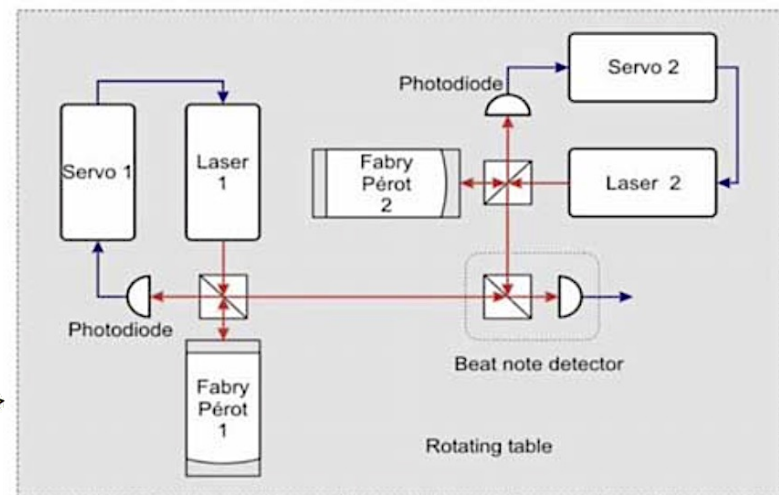 Servo 1
Laser
1
Photodiode
Fabry
Pérot
1
Photodiode
Servo 2
Fabry
Pérot
2
Laser 2
Beat note detector
Rotating table